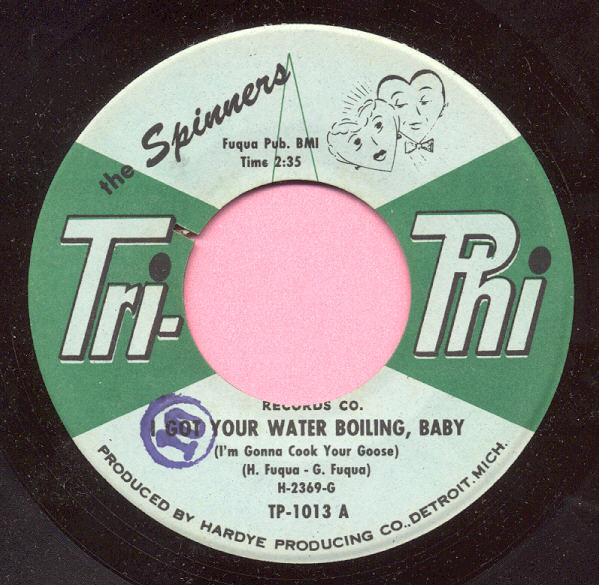 the Spinners
Fuqua Pub. BMI
Time 2:35
Tri-Phi
RECORDS CO.
I GOT YOUR WATER BOILING, BABY
(I'm Gonna Cook Your Goose)
(H. Fuqua - G. Fuqua)
H-2369-G
TP-1013 A
PRODUCED BY HARDYE PRODUCING CO., DETROIT, MICH.